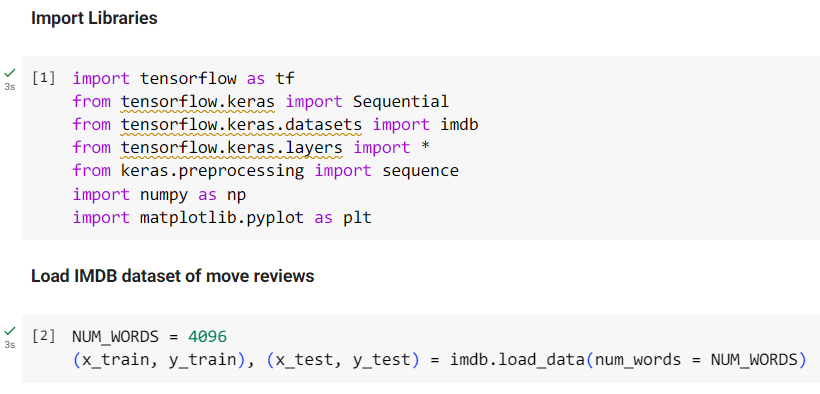 Import Libraries
[1] import tensorflow as tf
3s
from tensorflow.keras import Sequential
from tensorflow.keras.datasets import imdb
from tensorflow.keras.layers import *
from keras.preprocessing import sequence
import numpy as np
import matplotlib.pyplot as plt
Load IMDB dataset of move reviews
[2] NUM_WORDS = 4096
3s
(x_train, y_train), (x_test, y_test) = imdb.load_data(num_words = NUM_WORDS)